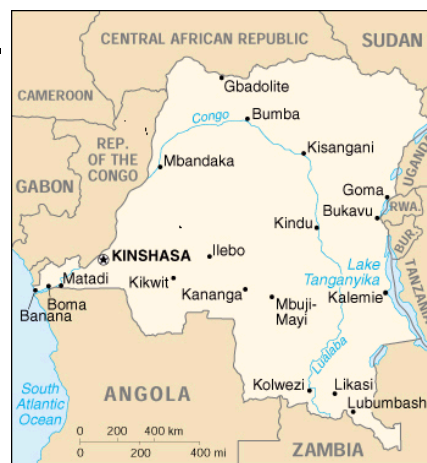 CENTRAL AFRICAN REPUBLIC
SUDAN
CAMEROON
Gbadolite
Congo
Bumba
REP.
OF THE
CONGO
Mbandaka
Kisangani
UGANDA
GABON
Goma
RWA.
Bukavu
Kindu
BUR.
KINSHASA
Ilebo
Lake
Tanganyika
TANZANIA
Matadi
Kikwit
Kananga
Mbuji-
Mayi
Kalemie
Boma
Banana
Lualaba
South
Atlantic
Ocean
ANGOLA
Kolwezi
Likasi
Lubumbash
0 200 400 km
0 200 400 mi
ZAMBIA